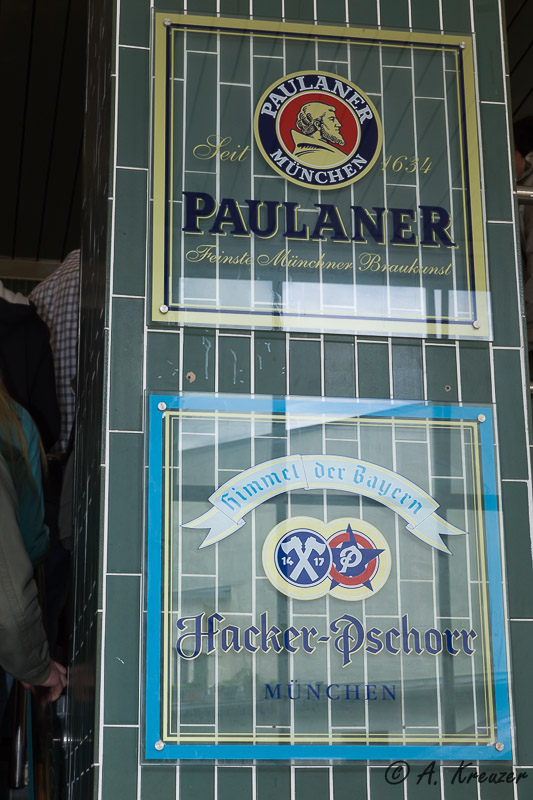 PAULANER
MÜNCHEN
Seit 1634
PAULANER
Feinste Münchner Braukunst
Himmel der Bayern
14 17 P
Hacker-Pschorr
MÜNCHEN
© A. Kreuzer